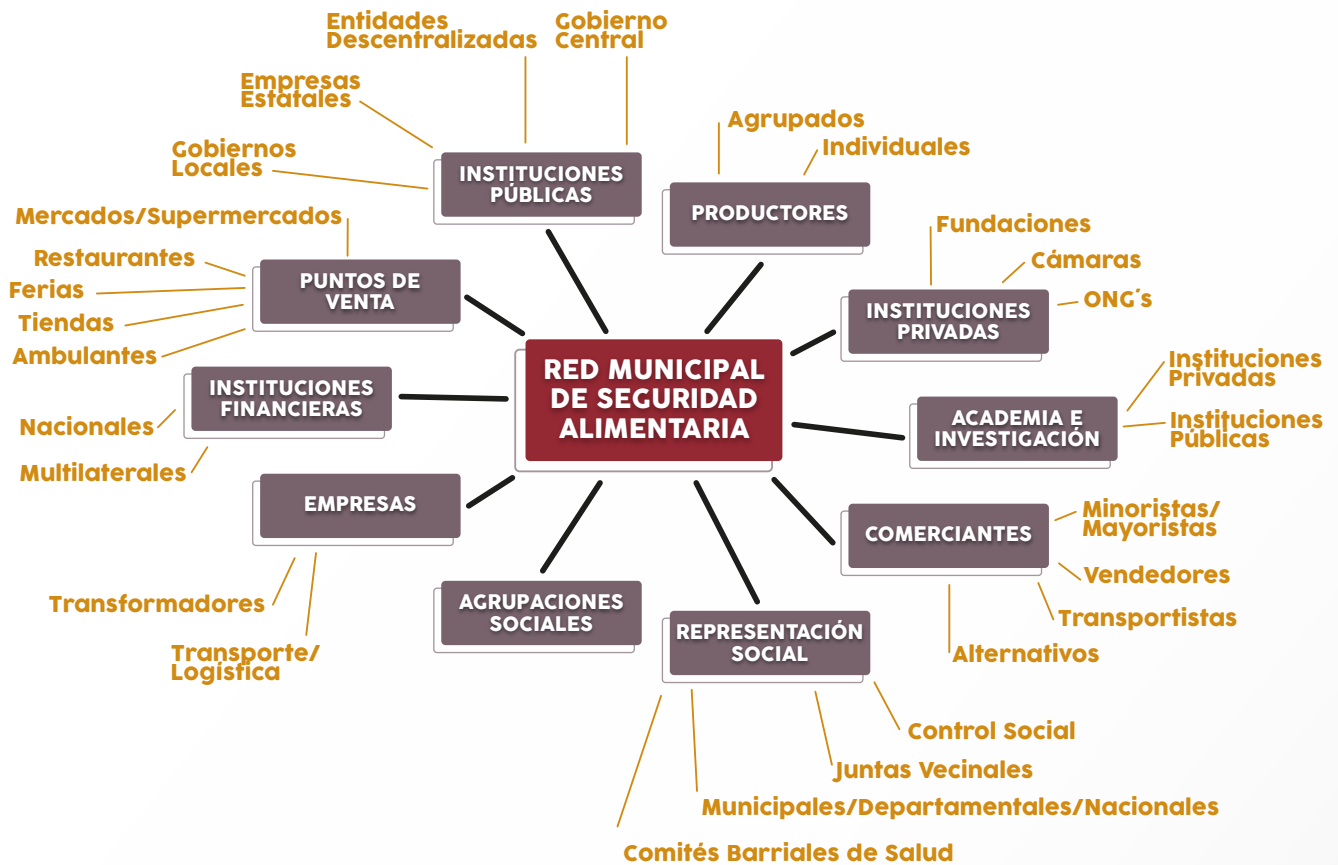 Entidades
Descentralizadas
Gobierno
Central
Empresas
Estatales
Gobiernos
Locales
INSTITUCIONES
PÚBLICAS
Agrupados
Individuales
PRODUCTORES
Mercados/Supermercados
Restaurantes
Ferias
Tiendas
Ambulantes
PUNTOS DE
VENTA
Fundaciones
Cámaras
ONG´s
INSTITUCIONES
PRIVADAS
RED MUNICIPAL
DE SEGURIDAD
ALIMENTARIA
INSTITUCIONES
FINANCIERAS
Nacionales
Multilaterales
Instituciones
Privadas
Instituciones
Públicas
ACADEMIA E
INVESTIGACIÓN
EMPRESAS
Transformadores
Transporte/
Logística
COMERCIANTES
Minoristas/
Mayoristas
Vendedores
Transportistas
Alternativos
AGRUPACIONES
SOCIALES
REPRESENTACIÓN
SOCIAL
Control Social
Juntas Vecinales
Municipales/Departamentales/Nacionales
Comités Barriales de Salud